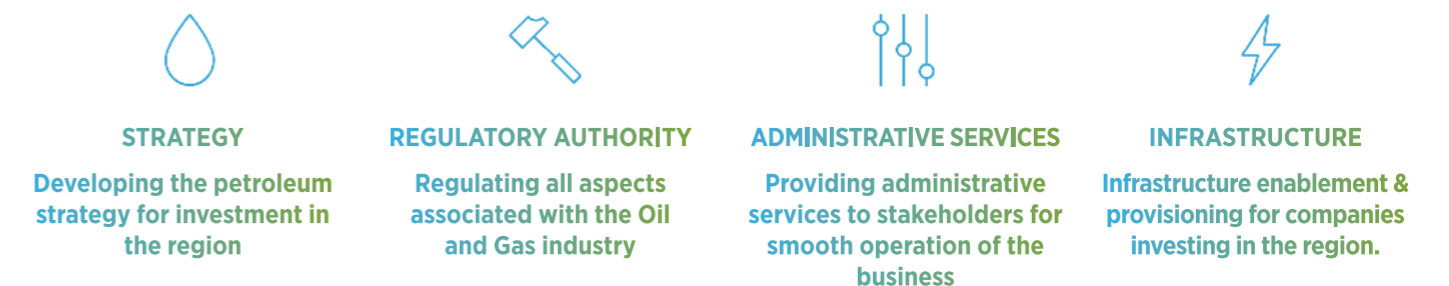 STRATEGY
Developing the petroleum
strategy for investment in
the region
REGULATORY AUTHORITY
Regulating all aspects
associated with the Oil
and Gas industry
ADMINISTRATIVE SERVICES
Providing administrative
services to stakeholders for
smooth operation of the
business
INFRASTRUCTURE
Infrastructure enablement &
provisioning for companies
investing in the region.